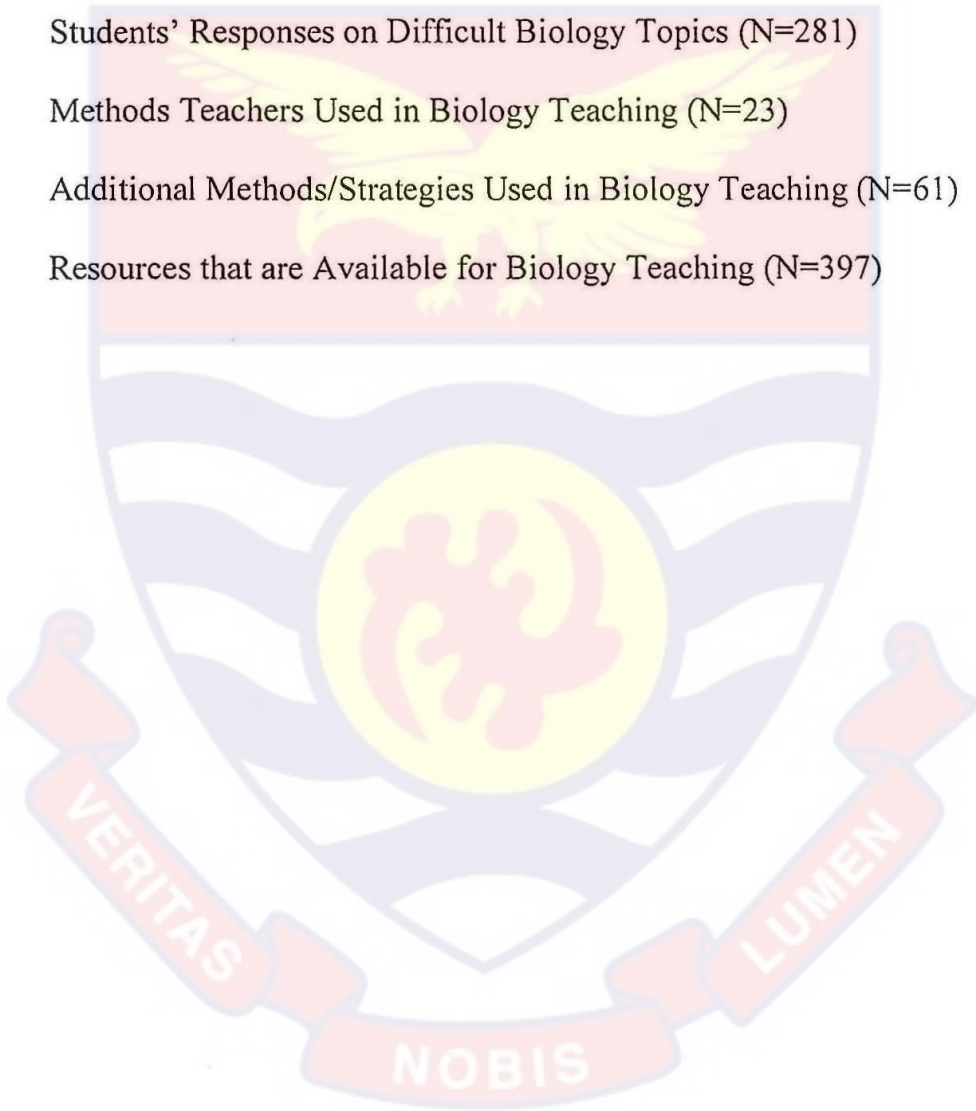 Students’ Responses on Difficult Biology Topics (N=281)
Methods Teachers Used in Biology Teaching (N=23)
Additional Methods/Strategies Used in Biology Teaching (N=61)
Resources that are Available for Biology Teaching (N=397)
VERITAS
NOBIS
LUMEN